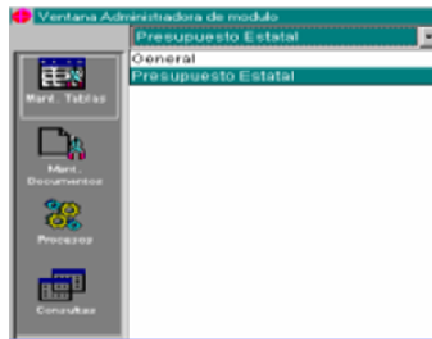 Ventana Administradora de modulo
Presupuesto Estatal
General
Presupuesto Estatal
Mant. Tablas
Mant.
Documentos
Procesos
Consultas